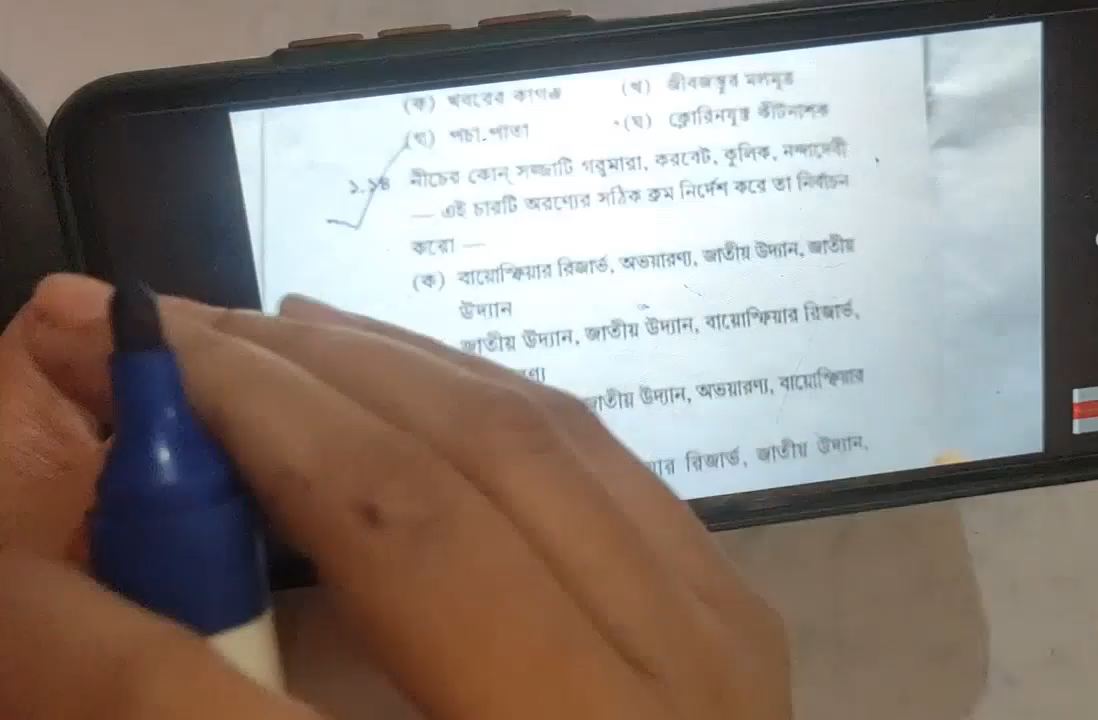 (ক) খবরের কাগজ (খ) জীবজন্তুর মলমূত্র
(গ) পচা-পাতা (ঘ) ক্লোরিনযুক্ত কীটনাশক
১.১৪ নীচের কোন্ সজ্জাটি গরুমারা, করবেট, কুলিক, নন্দাদেবী
— এই চারটি অরণ্যের সঠিক ক্রম নির্দেশ করে তা নির্বাচন
করো —
(ক) বায়োস্ফিয়ার রিজার্ভ, অভয়ারণ্য, জাতীয় উদ্যান, জাতীয়
উদ্যান
জাতীয় উদ্যান, জাতীয় উদ্যান, বায়োস্ফিয়ার রিজার্ভ,
জাতীয় উদ্যান, অভয়ারণ্য, বায়োস্ফিয়ার
রিজার্ভ, জাতীয় উদ্যান,